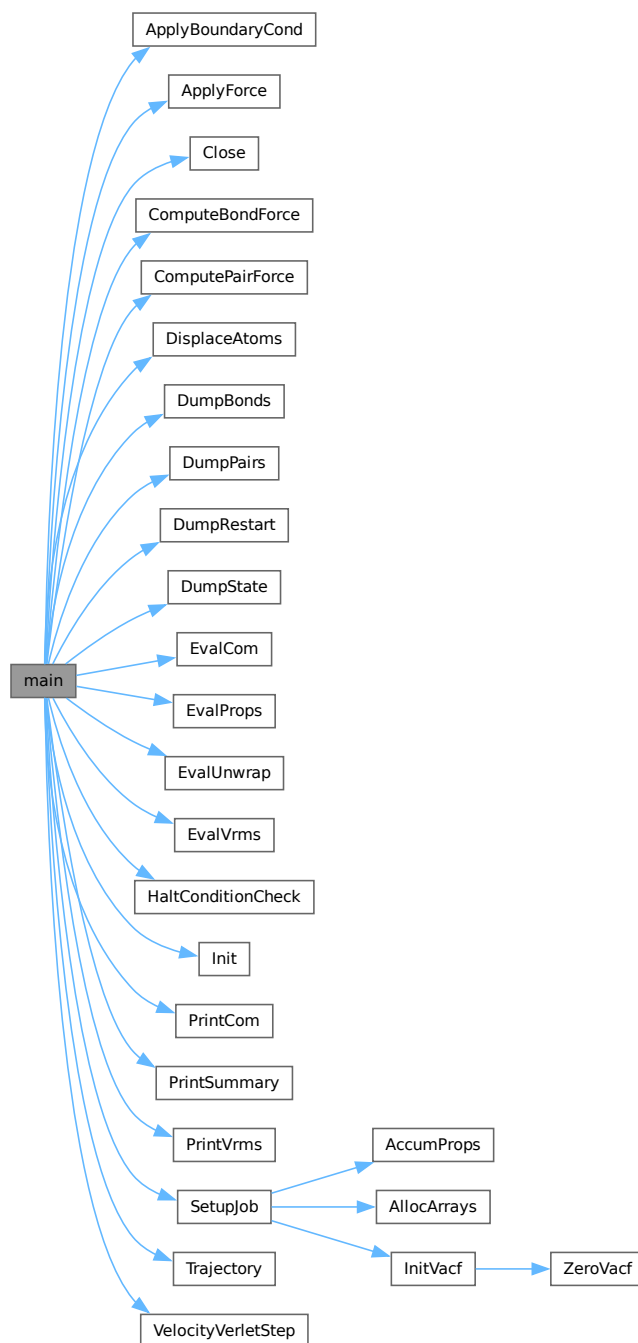 ApplyBoundaryCond
ApplyForce
Close
ComputeBondForce
ComputePairForce
DisplaceAtoms
DumpBonds
DumpPairs
DumpRestart
DumpState
EvalCom
main
EvalProps
EvalUnwrap
EvalVrms
HaltConditionCheck
Init
PrintCom
PrintSummary
PrintVrms
AccumProps
SetupJob
AllocArrays
Trajectory
InitVacf
ZeroVacf
VelocityVerletStep